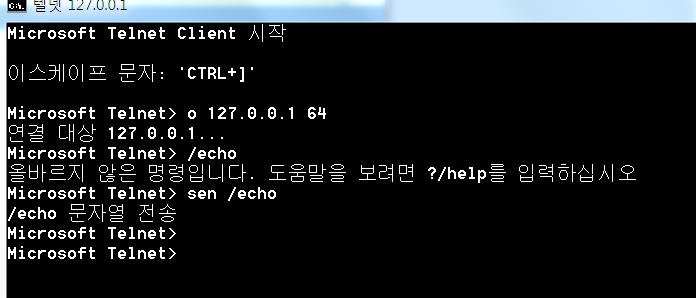 텔넷 127.0.0.1
Microsoft Telnet Client 시작
이스케이프 문자: 'CTRL+]'
Microsoft Telnet> o 127.0.0.1 64
연결 대상 127.0.0.1...
Microsoft Telnet> /echo
올바르지 않은 명령입니다. 도움말을 보려면 ?/help를 입력하십시오
Microsoft Telnet> sen /echo
/echo 문자열 전송
Microsoft Telnet>
Microsoft Telnet>